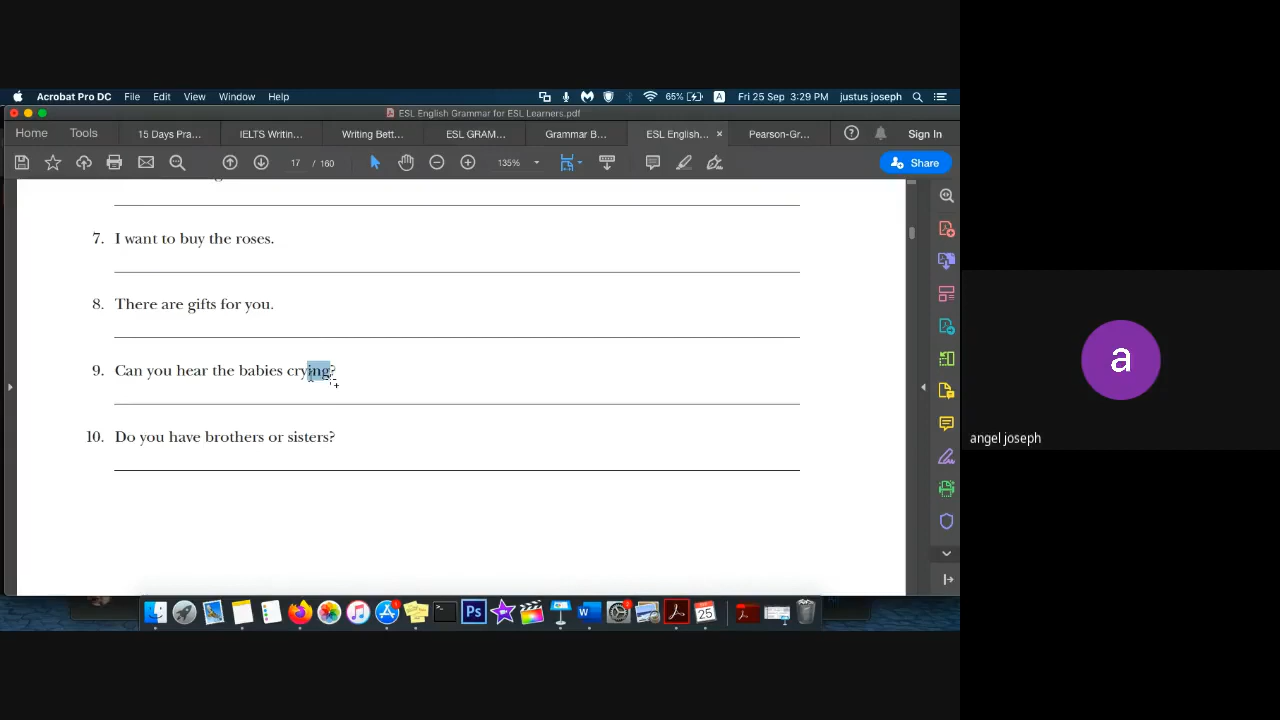 Acrobat Pro DC File Edit View Window Help 65% A Fri 25 Sep 3:29 PM justus joseph
ESL English Grammar for ESL Learners.pdf
Home Tools 15 Days Pra... IELTS Writin... Writing Bett... ESL GRAM... Grammar B... ESL English... × Pearson-Gr... Sign In
17 / 160 135% Share
7. I want to buy the roses.
8. There are gifts for you.
9. Can you hear the babies crying?
10. Do you have brothers or sisters?
a
angel joseph
Ps W 25